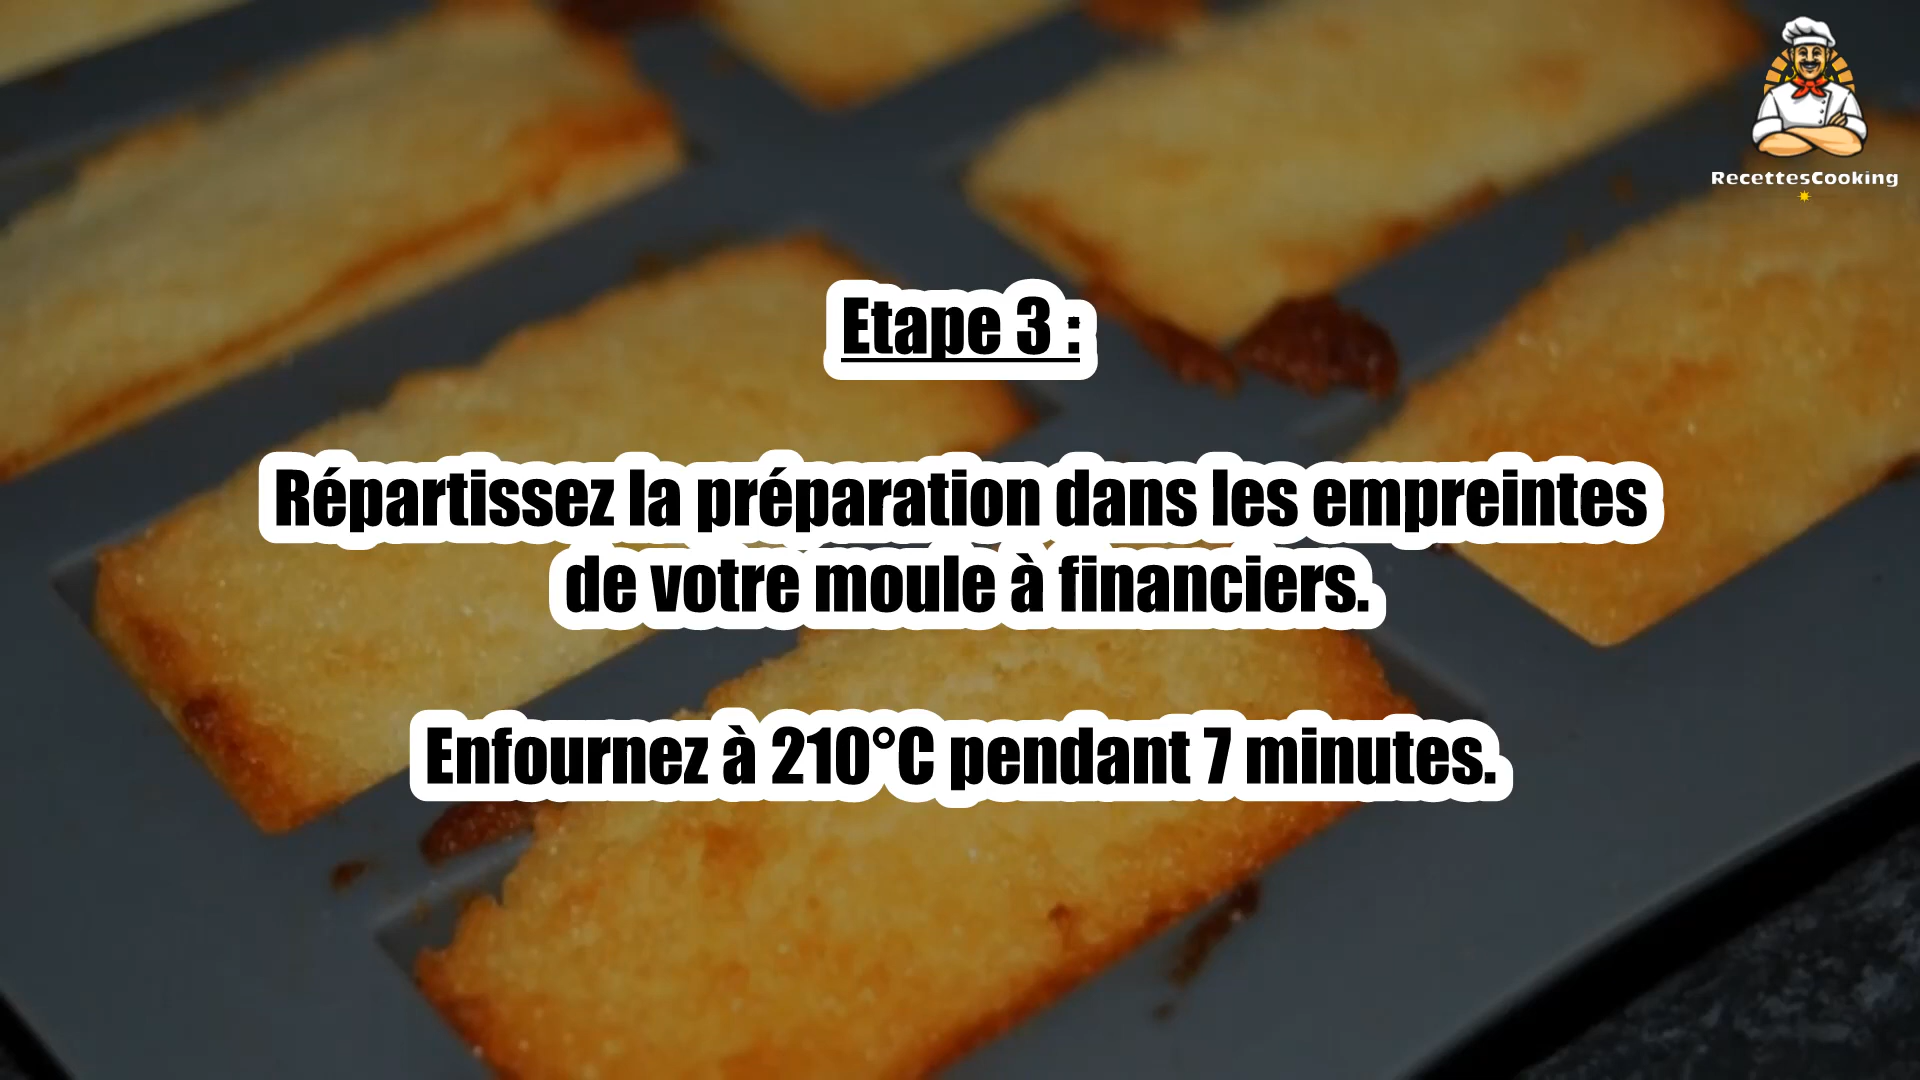 RecettesCooking
Etape 3 :
Répartissez la préparation dans les empreintes
de votre moule à financiers.
Enfournez à 210°C pendant 7 minutes.